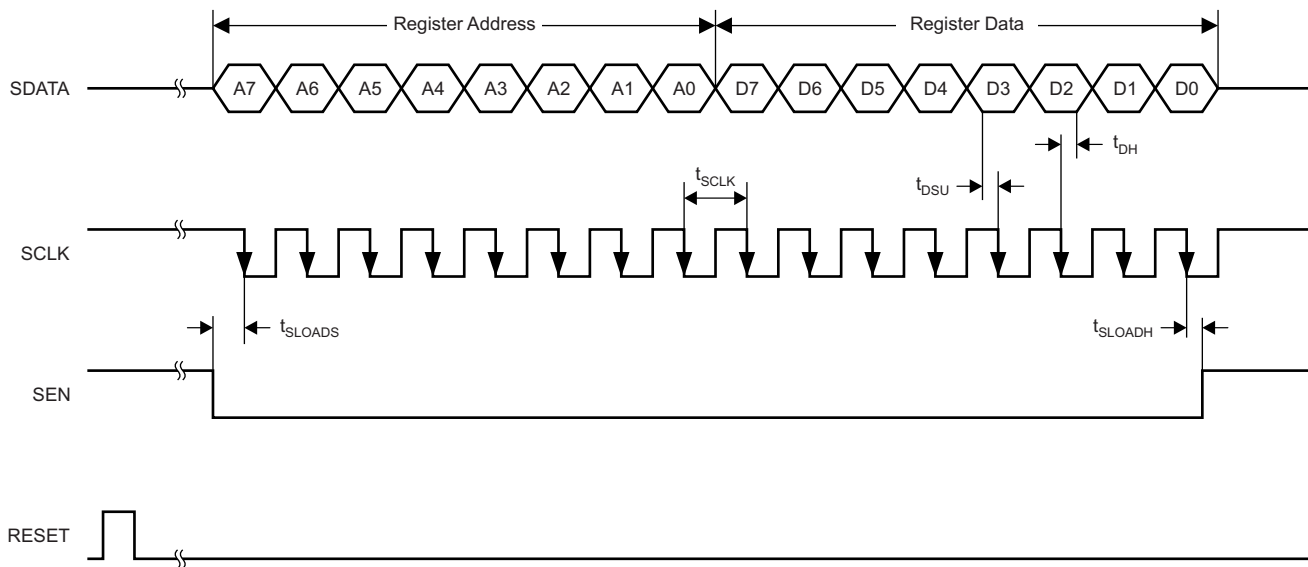 Register Address Register Data
SDATA A7 A6 A5 A4 A3 A2 A1 A0 D7 D6 D5 D4 D3 D2 D1 D0
tDH
tSCLK
tDSU
SCLK
tSLOADS
tSLOADH
SEN
RESET